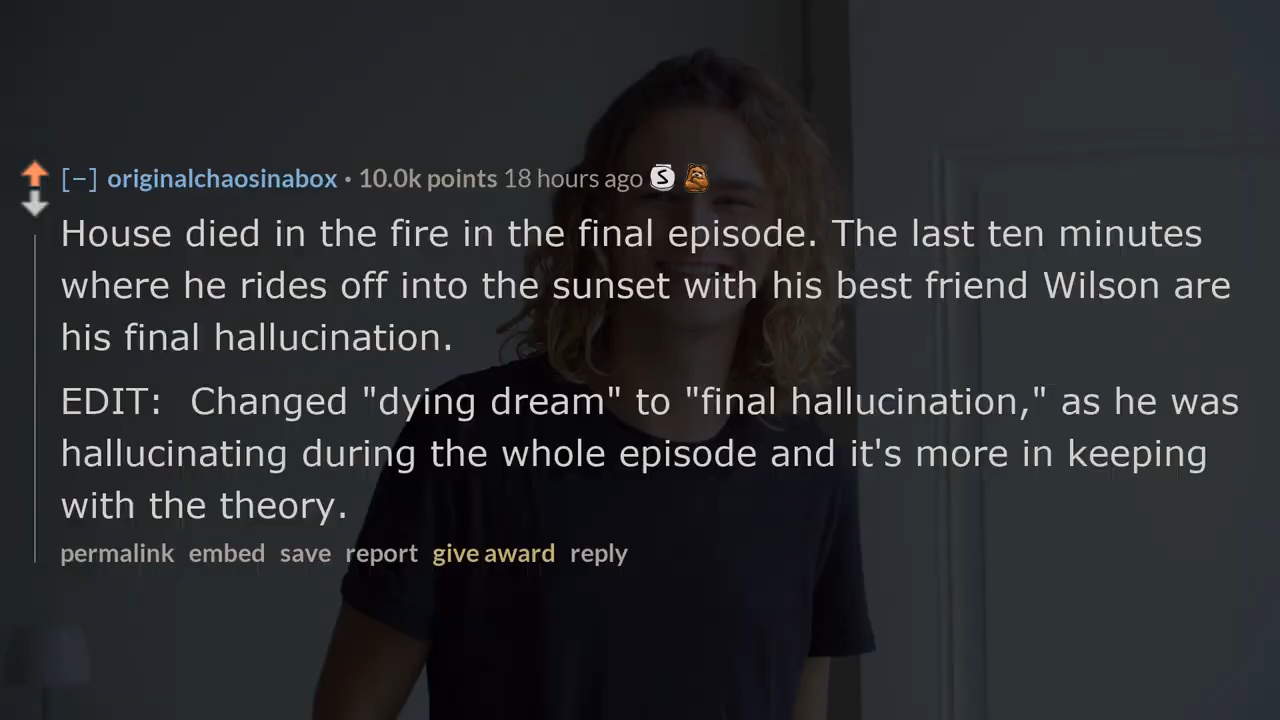 [−] originalchaosinabox · 10.0k points 18 hours ago S
House died in the fire in the final episode. The last ten minutes
where he rides off into the sunset with his best friend Wilson are
his final hallucination.
EDIT: Changed "dying dream" to "final hallucination," as he was
hallucinating during the whole episode and it's more in keeping
with the theory.
permalink embed save report give award reply